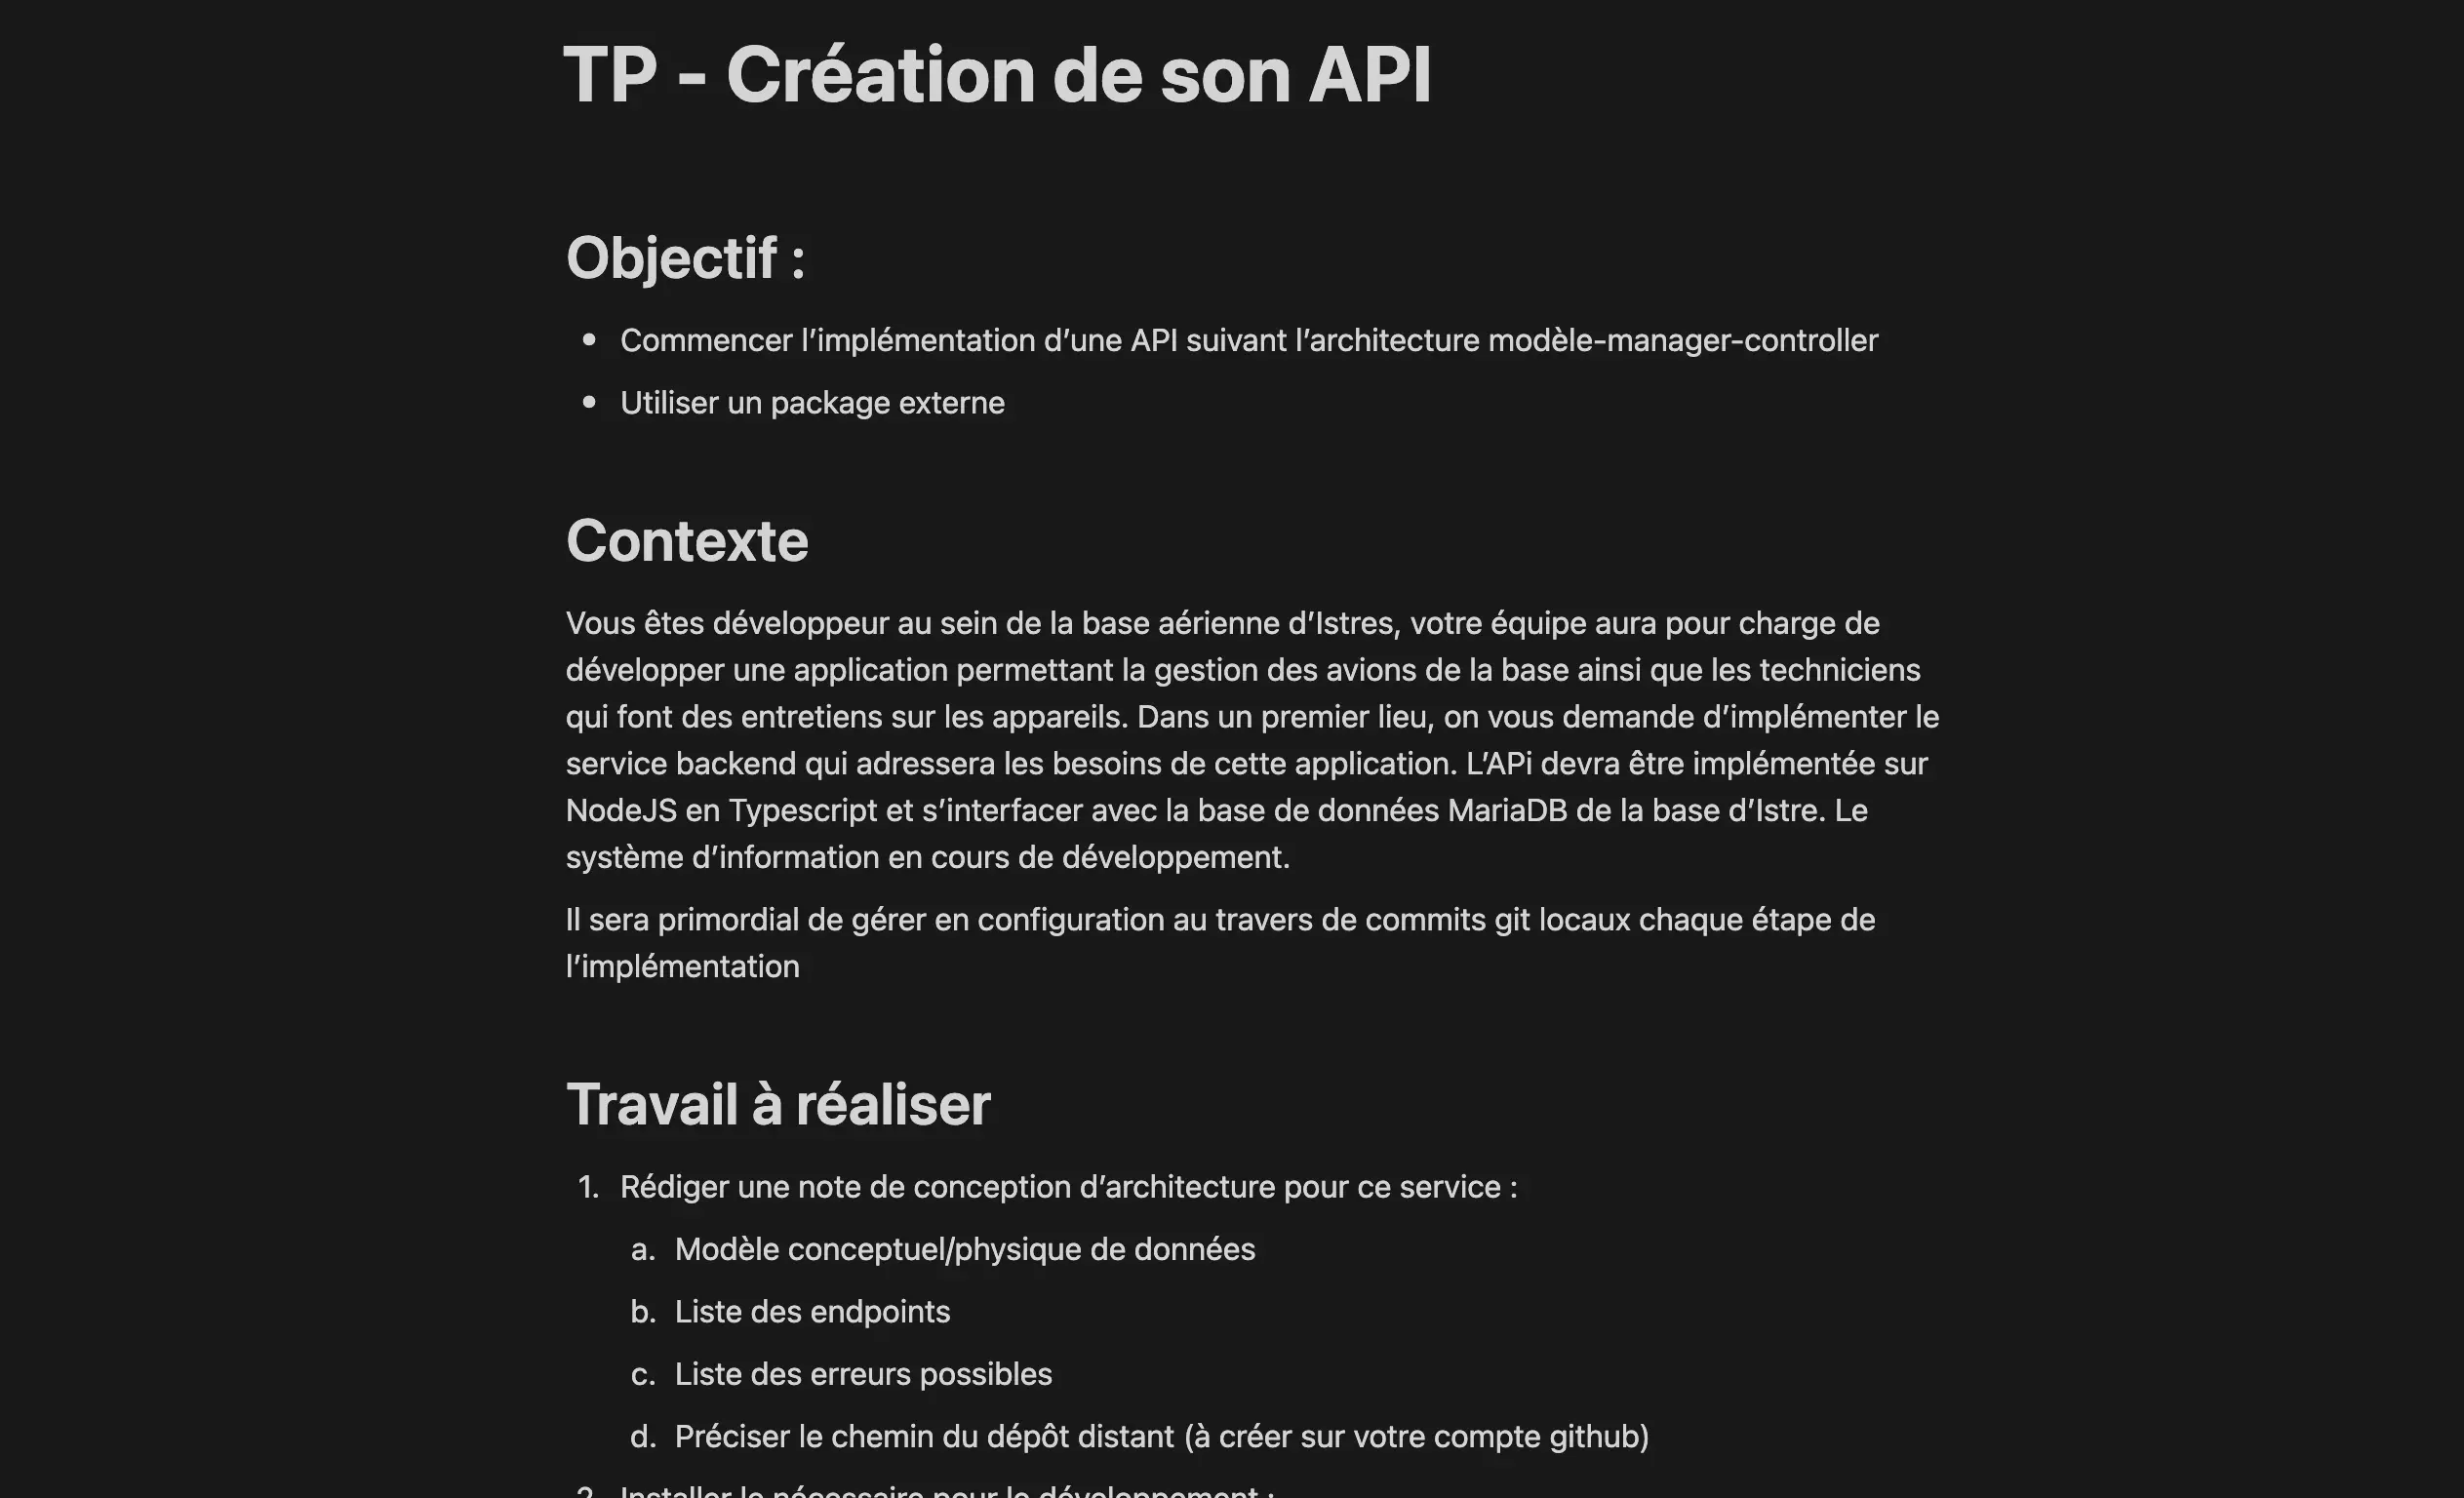 TP - Création de son API
Objectif :
• Commencer l’implémentation d’une API suivant l’architecture modèle-manager-controller
• Utiliser un package externe
Contexte
Vous êtes développeur au sein de la base aérienne d’Istres, votre équipe aura pour charge de
développer une application permettant la gestion des avions de la base ainsi que les techniciens
qui font des entretiens sur les appareils. Dans un premier lieu, on vous demande d’implémenter le
service backend qui adressera les besoins de cette application. L’APi devra être implémentée sur
NodeJS en Typescript et s’interfacer avec la base de données MariaDB de la base d’Istre. Le
système d’information en cours de développement.
Il sera primordial de gérer en configuration au travers de commits git locaux chaque étape de
l’implémentation
Travail à réaliser
1. Rédiger une note de conception d’architecture pour ce service :
a. Modèle conceptuel/physique de données
b. Liste des endpoints
c. Liste des erreurs possibles
d. Préciser le chemin du dépôt distant (à créer sur votre compte github)
2. Installer le nécessaire pour le développement :